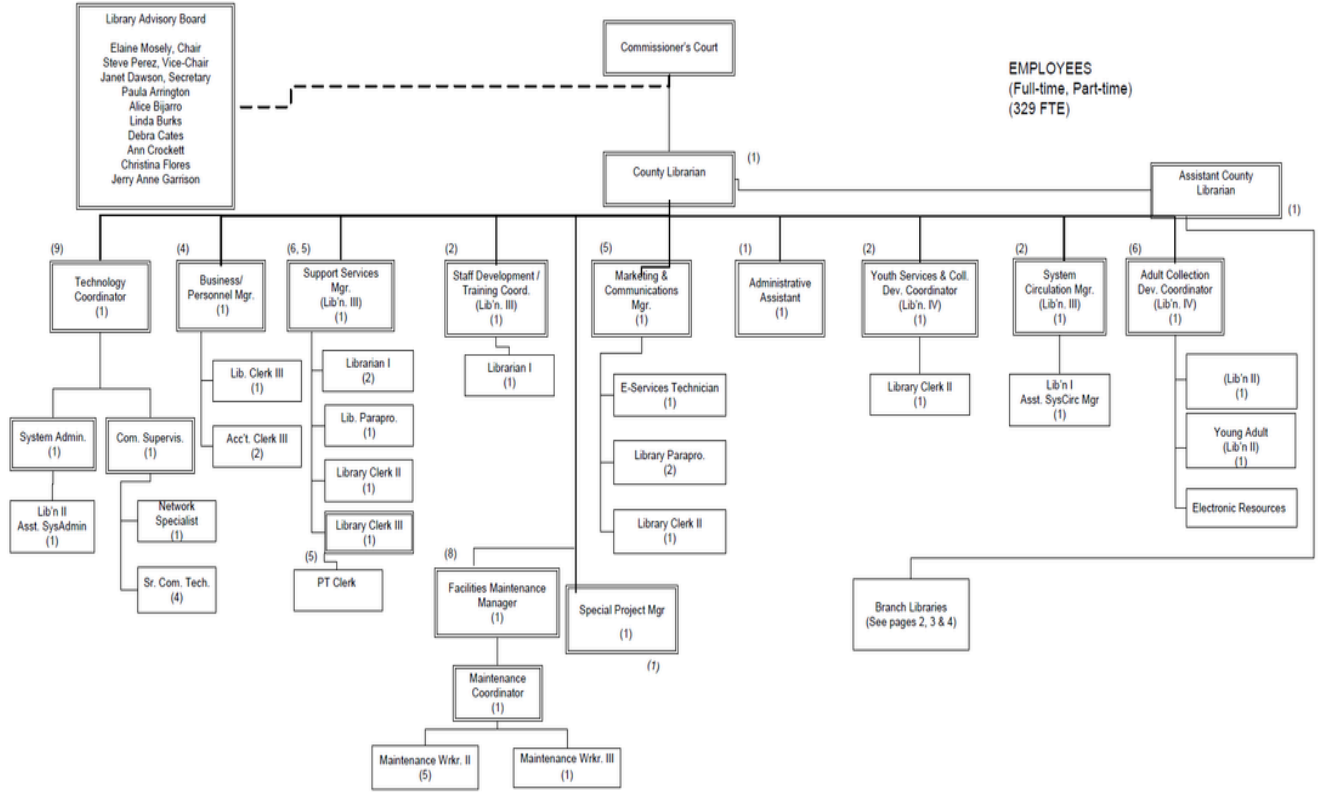 Library Advisory Board
Elaine Mosely, Chair
Steve Perez, Vice-Chair
Janet Dawson, Secretary
Paula Arrington
Alice Bijarro
Linda Burks
Debra Cates
Ann Crockett
Christina Flores
Jerry Anne Garrison
Commissioner's Court
EMPLOYEES
(Full-time, Part-time)
(329 FTE)
County Librarian
(1)
Assistant County
Librarian
(1)
(9)
Technology
Coordinator
(1)
(4)
Business/
Personnel Mgr.
(1)
(6, 5)
Support Services
Mgr.
(Lib'n. III)
(1)
(2)
Staff Development /
Training Coord.
(Lib'n. III)
(1)
(5)
Marketing &
Communications
Mgr.
(1)
(1)
Administrative
Assistant
(1)
(2)
Youth Services & Coll.
Dev. Coordinator
(Lib'n. IV)
(1)
(2)
System
Circulation Mgr.
(Lib'n. III)
(1)
(6)
Adult Collection
Dev. Coordinator
(Lib'n. IV)
(1)
System Admin.
(1)
Com. Supervis.
(1)
Lib'n II
Asst. SysAdmin
(1)
Network
Specialist
(1)
Sr. Com. Tech.
(4)
Lib. Clerk III
(1)
Acc't. Clerk III
(2)
Librarian I
(2)
Lib. Parapro.
(1)
Library Clerk II
(1)
Library Clerk III
(1)
(5)
PT Clerk
Librarian I
(1)
E-Services Technician
(1)
Library Parapro.
(2)
Library Clerk II
(1)
Library Clerk II
(1)
Lib'n I
Asst. SysCirc Mgr
(1)
(Lib'n II)
(1)
Young Adult
(Lib'n II)
(1)
Electronic Resources
(8)
Facilities Maintenance
Manager
(1)
Special Project Mgr
(1)
(1)
Branch Libraries
(See pages 2, 3 & 4)
Maintenance
Coordinator
(1)
Maintenance Wrkr. II
(5)
Maintenance Wrkr. III
(1)